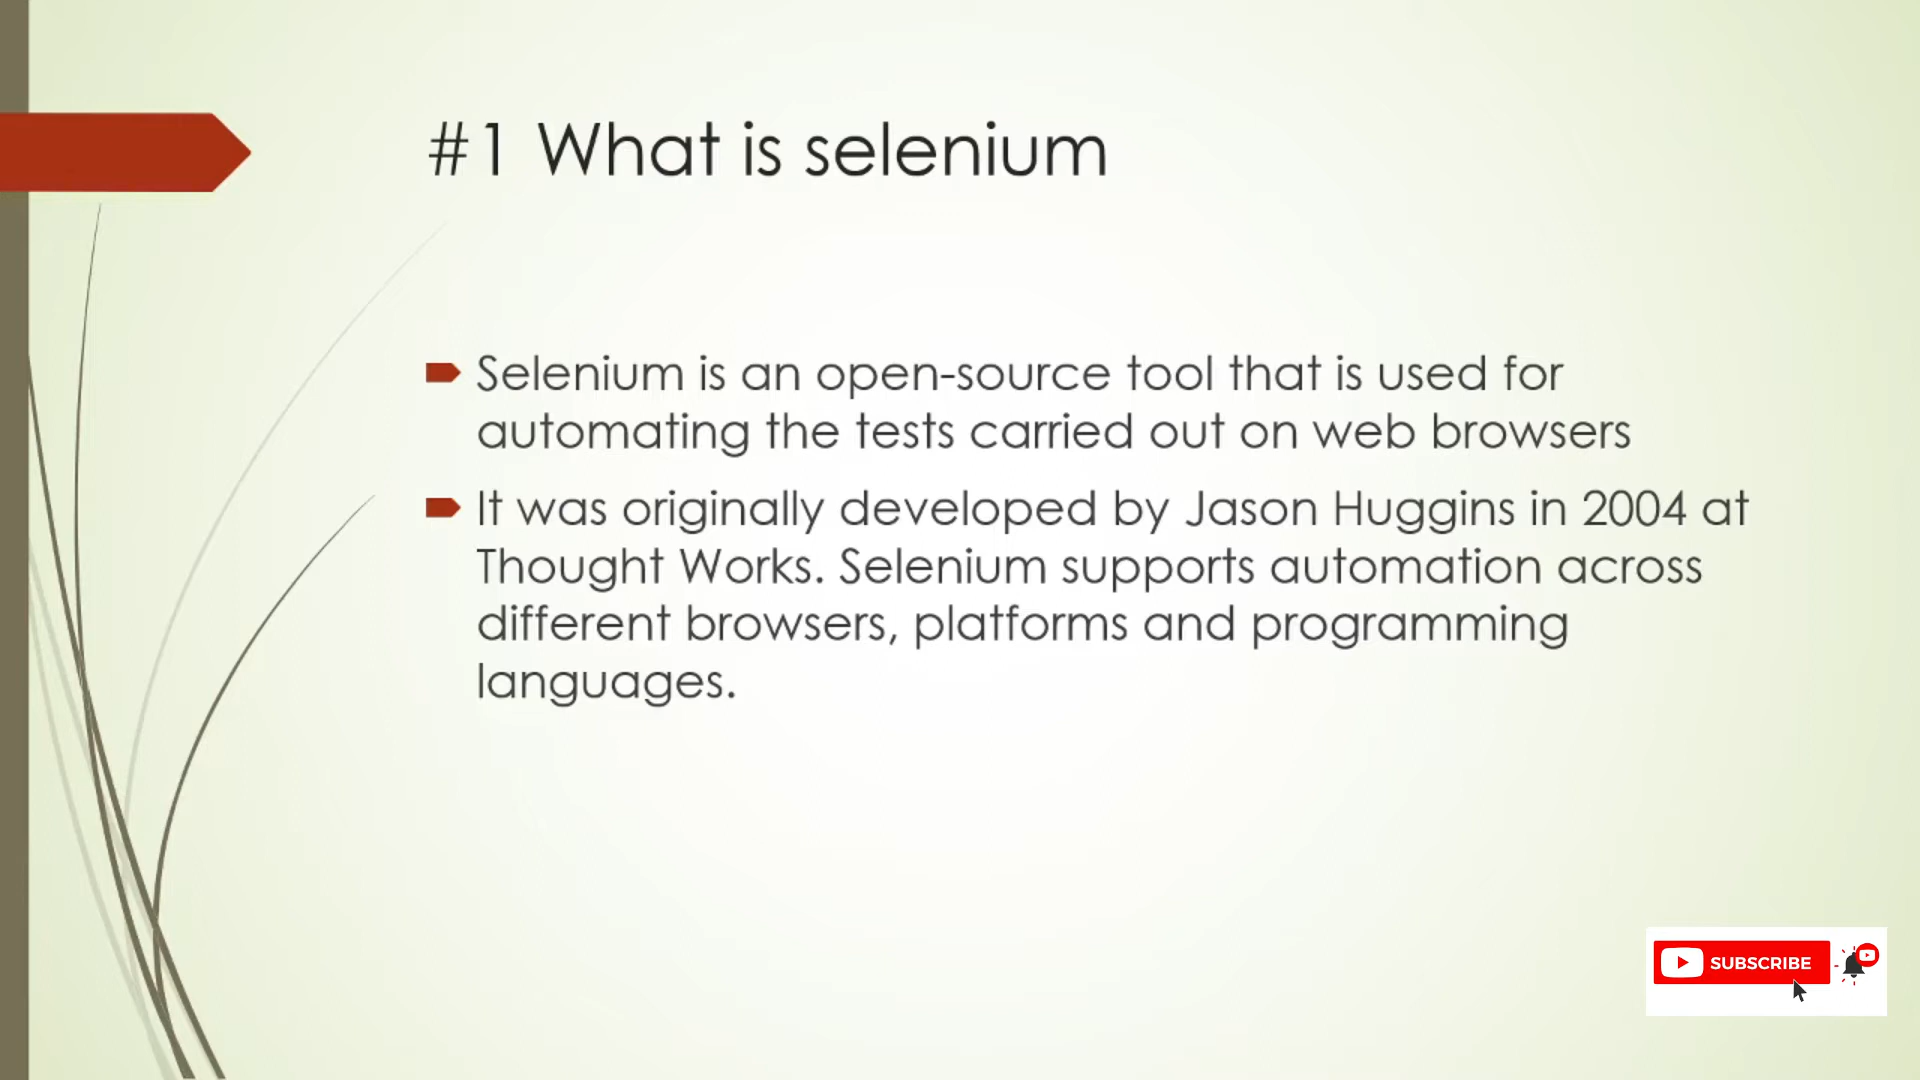 #1 What is selenium
Selenium is an open-source tool that is used for
automating the tests carried out on web browsers
It was originally developed by Jason Huggins in 2004 at
Thought Works. Selenium supports automation across
different browsers, platforms and programming
languages.
SUBSCRIBE